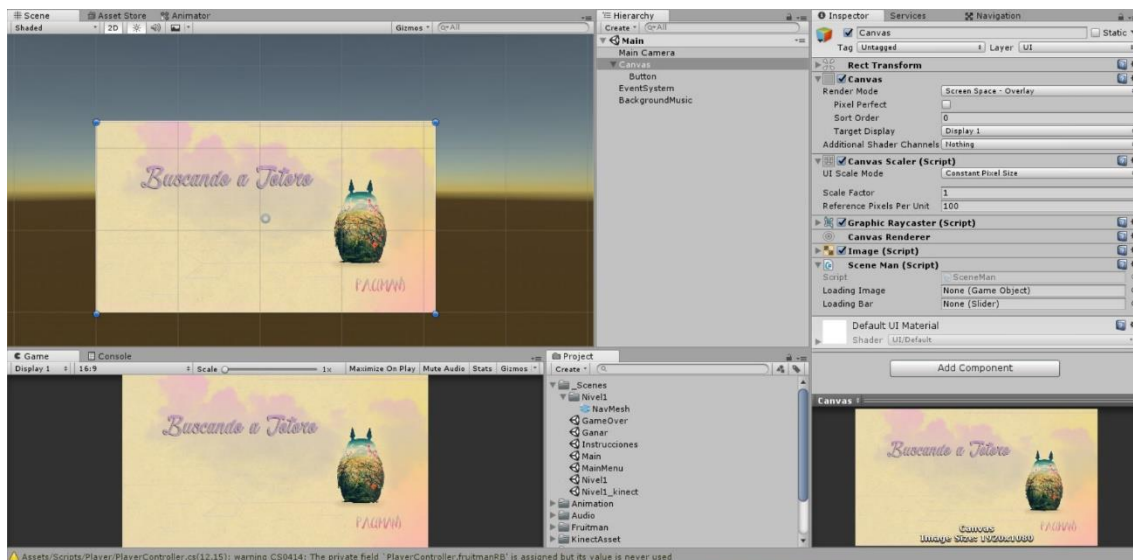 Scene
Asset Store
Animator
Shaded
2D
Gizmos
All
Buscando a Totoro
PACMAN
Hierarchy
Create
All
Main
Main Camera
Canvas
Button
EventSystem
BackgroundMusic
Inspector
Services
Navigation
Canvas
Static
Tag Untagged
Layer UI
Rect Transform
Canvas
Render Mode Screen Space - Overlay
Pixel Perfect
Sort Order 0
Target Display Display 1
Additional Shader Channels Nothing
Canvas Scaler (Script)
UI Scale Mode Constant Pixel Size
Scale Factor 1
Reference Pixels Per Unit 100
Graphic Raycaster (Script)
Canvas Renderer
Image (Script)
Scene Man (Script)
Script SceneMan
Loading Image None (Game Object)
Loading Bar None (Slider)
Default UI Material
Shader UI/Default
Add Component
Game
Console
Display 1 16:9 Scale 1x Maximize On Play Mute Audio Stats Gizmos
Buscando a Totoro
PACMAN
Project
Create
_Scenes
Nivel1
NavMesh
GameOver
Ganar
Instrucciones
Main
MainMenu
Nivel1
Nivel1_kinect
Animation
Audio
Fruitman
KinectAsset
Canvas
Buscando a Totoro
PACMAN
Canvas
Image Size: 1920x1080
Assets/Scripts/Player/PlayerController.cs(12,15): warning CS0414: The private field `PlayerController.fruitmanRB' is assigned but its value is never used